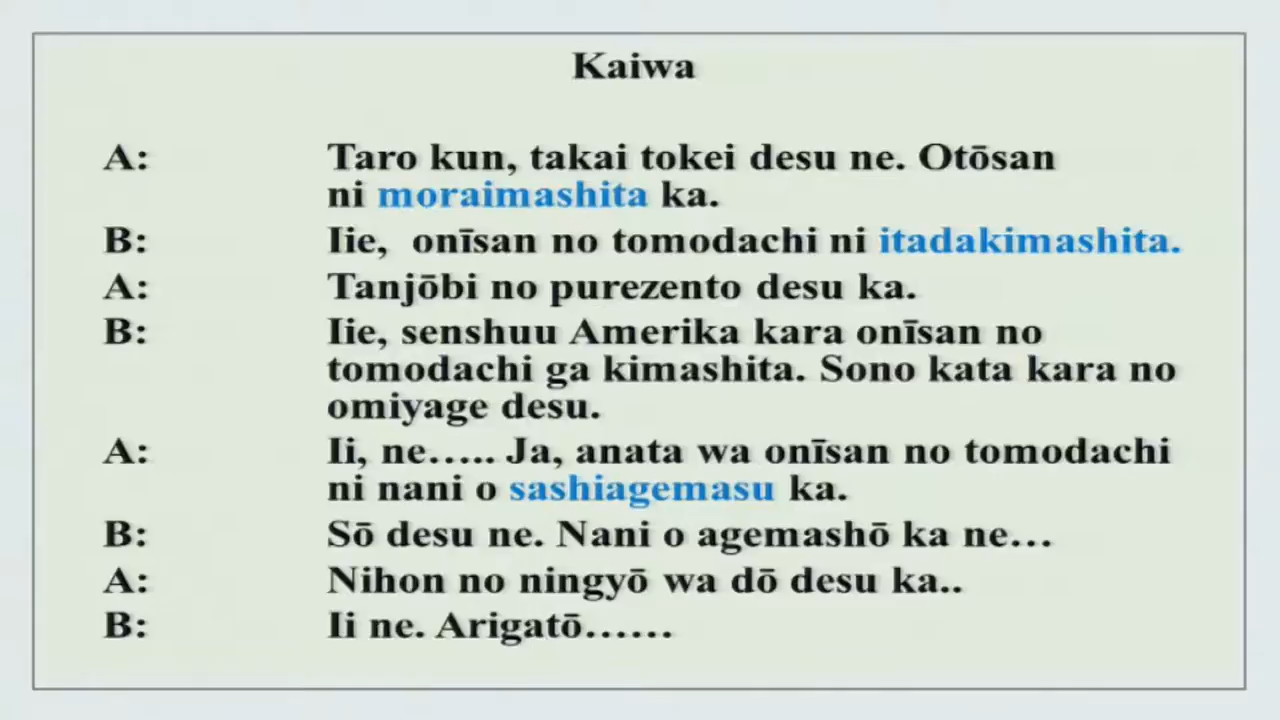 Kaiwa
A: Taro kun, takai tokei desu ne. Otōsan
ni moraimashita ka.
B: Iie, onīsan no tomodachi ni itadakimashita.
A: Tanjōbi no purezento desu ka.
B: Iie, senshuu Amerika kara onīsan no
tomodachi ga kimashita. Sono kata kara no
omiyage desu.
A: Ii, ne….. Ja, anata wa onīsan no tomodachi
ni nani o sashiagemasu ka.
B: Sō desu ne. Nani o agemashō ka ne…
A: Nihon no ningyō wa dō desu ka..
B: Ii ne. Arigatō……